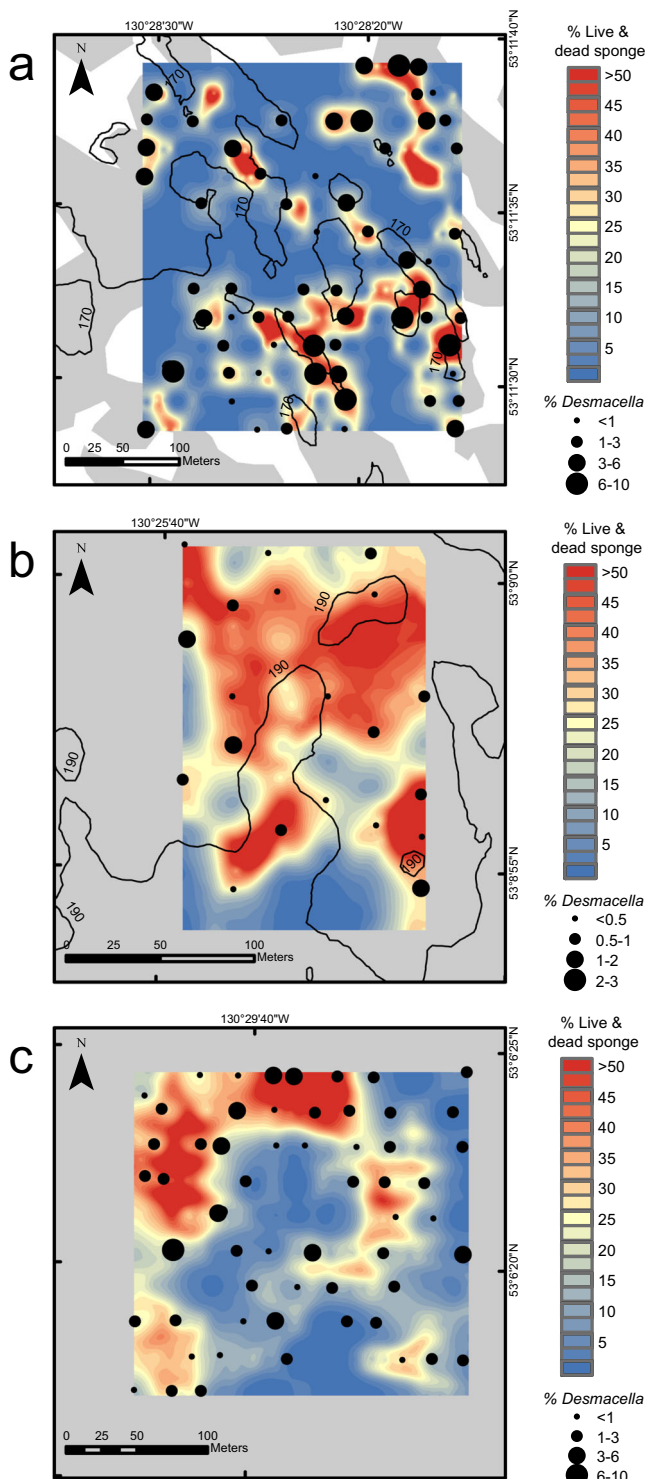 a
130°28'30"W
130°28'20"W
53°11'40"N
53°11'35"N
53°11'30"N
N
170
170
170
170
170
170
0 25 50 100
Meters
% Live &
dead sponge
>50
45
40
35
30
25
20
15
10
5
% Desmacella
<1
1-3
3-6
6-10
b
130°25'40"W
53°9'0"N
53°8'55"N
N
190
190
190
190
190
0 25 50 100
Meters
% Live &
dead sponge
>50
45
40
35
30
25
20
15
10
5
% Desmacella
<0.5
0.5-1
1-2
2-3
c
130°29'40"W
53°6'25"N
53°6'20"N
N
0 25 50 100
Meters
% Live &
dead sponge
>50
45
40
35
30
25
20
15
10
5
% Desmacella
<1
1-3
3-6
6-10